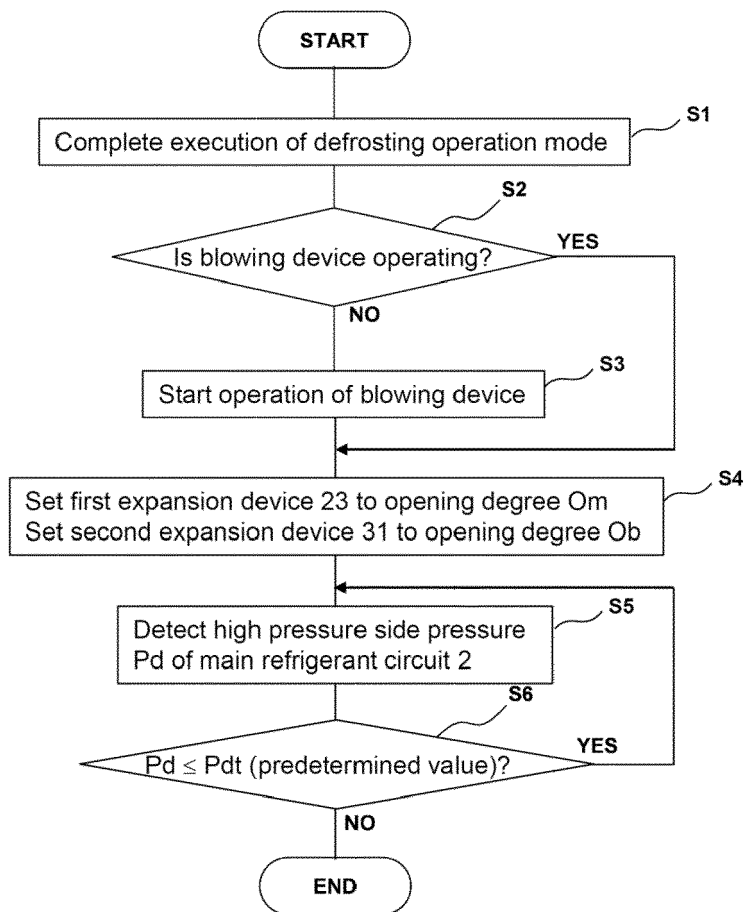 START
S1
Complete execution of defrosting operation mode
S2
Is blowing device operating?
YES
NO
S3
Start operation of blowing device
S4
Set first expansion device 23 to opening degree Om
Set second expansion device 31 to opening degree Ob
S5
Detect high pressure side pressure
Pd of main refrigerant circuit 2
S6
Pd ≤ Pdt (predetermined value)?
YES
NO
END